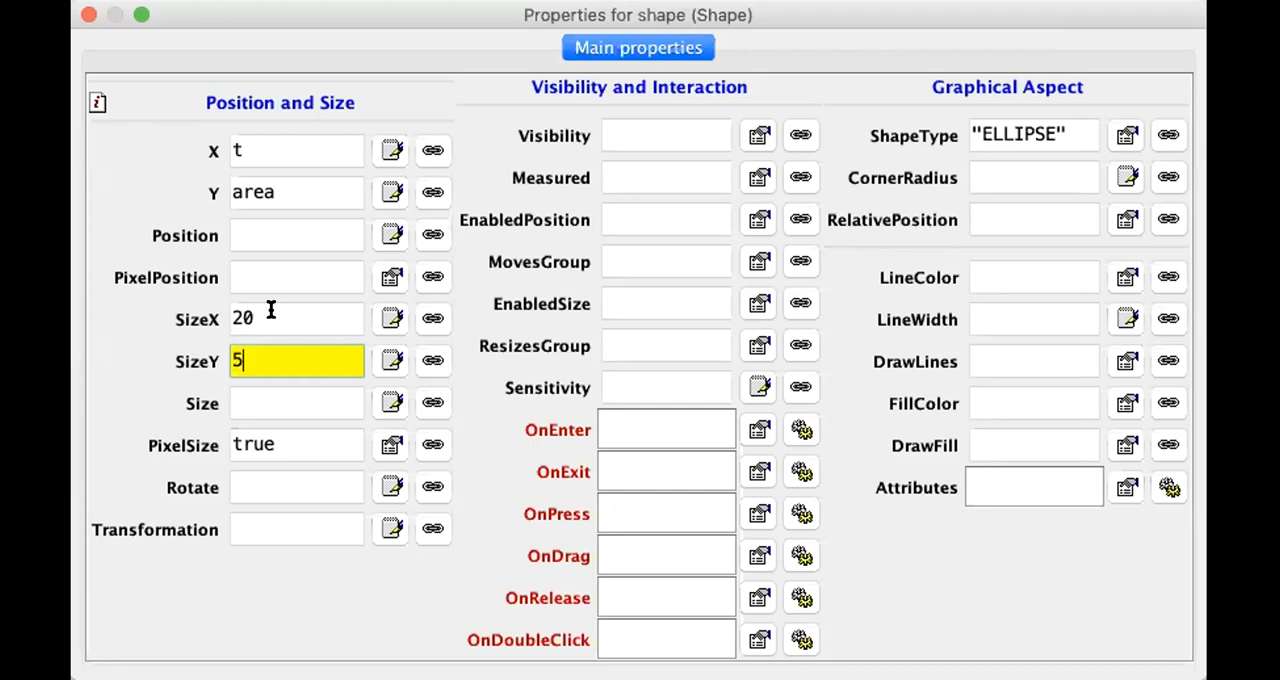 Properties for shape (Shape)
Main properties
Position and Size
X t
Y area
Position
PixelPosition
SizeX 20
SizeY 5
Size
PixelSize true
Rotate
Transformation
Visibility and Interaction
Visibility
Measured
EnabledPosition
MovesGroup
EnabledSize
ResizesGroup
Sensitivity
OnEnter
OnExit
OnPress
OnDrag
OnRelease
OnDoubleClick
Graphical Aspect
ShapeType "ELLIPSE"
CornerRadius
RelativePosition
LineColor
LineWidth
DrawLines
FillColor
DrawFill
Attributes